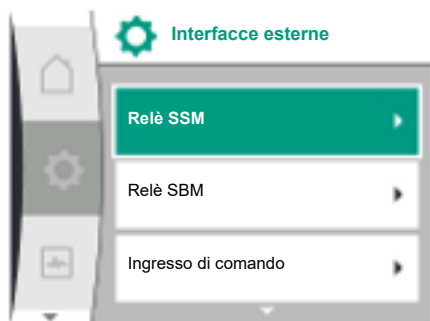 Interfacce esterne
Relè SSM
Relè SBM
Ingresso di comando